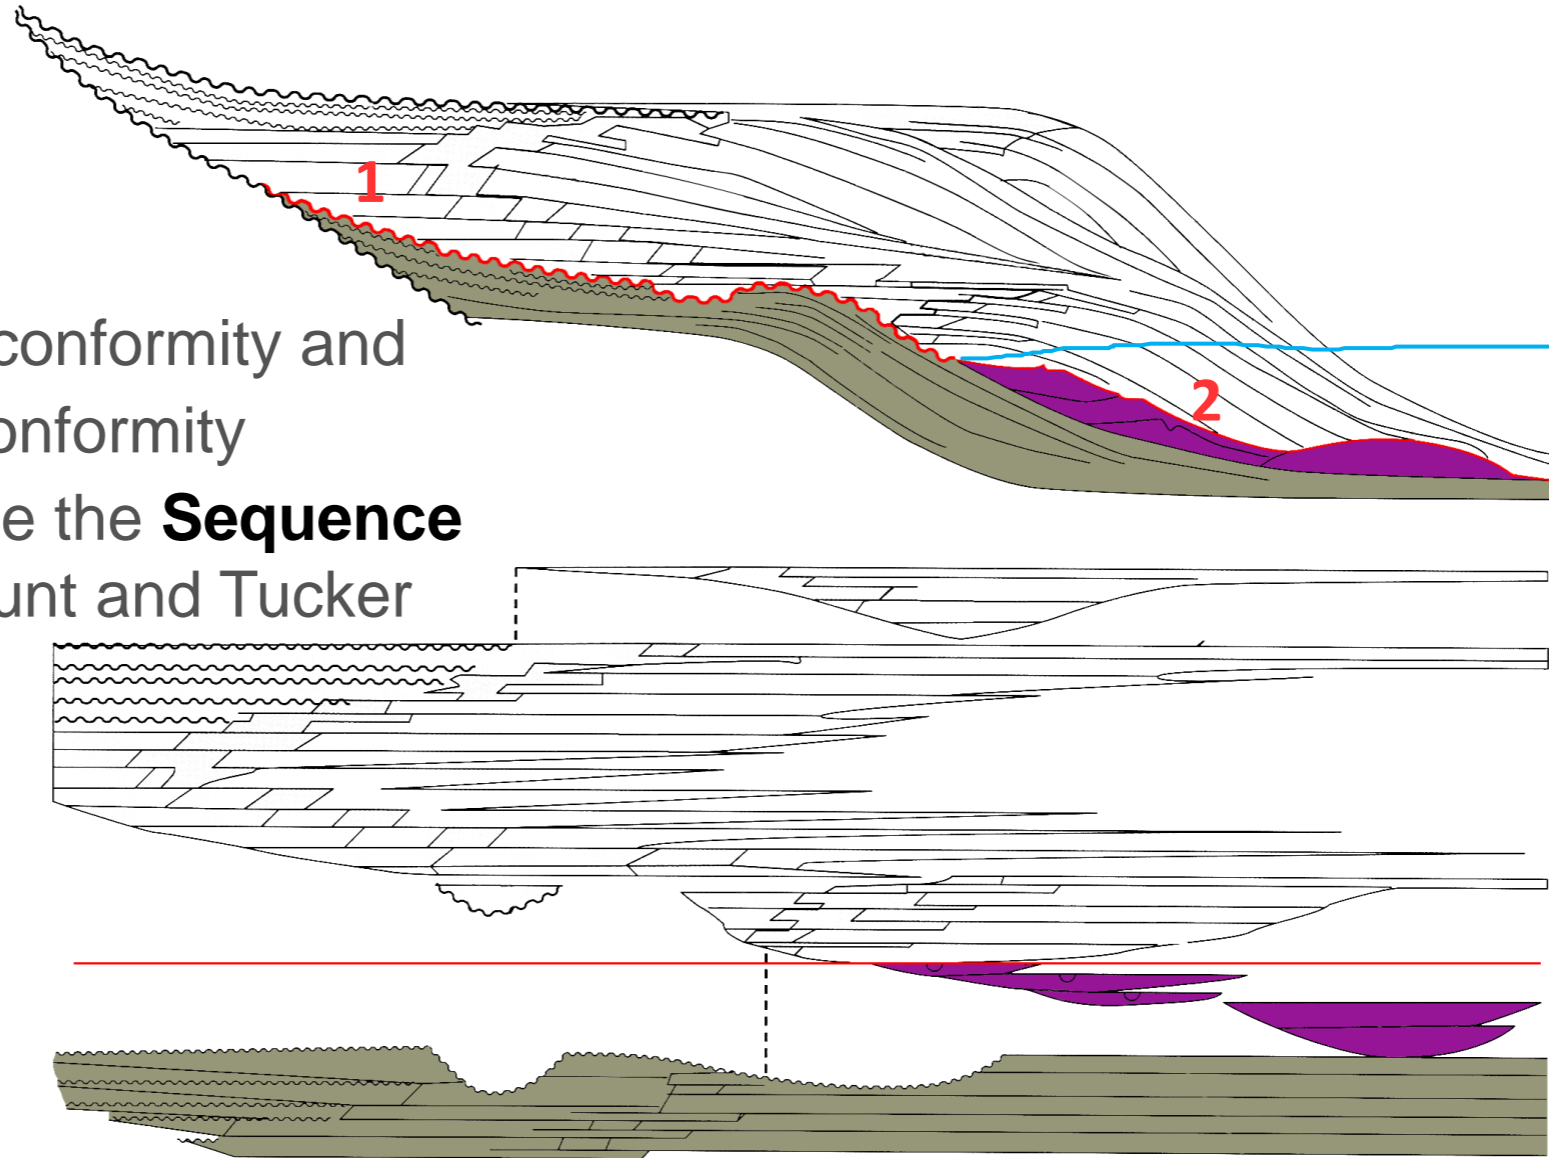 1
conformity and
2
onformity
e the Sequence
unt and Tucker